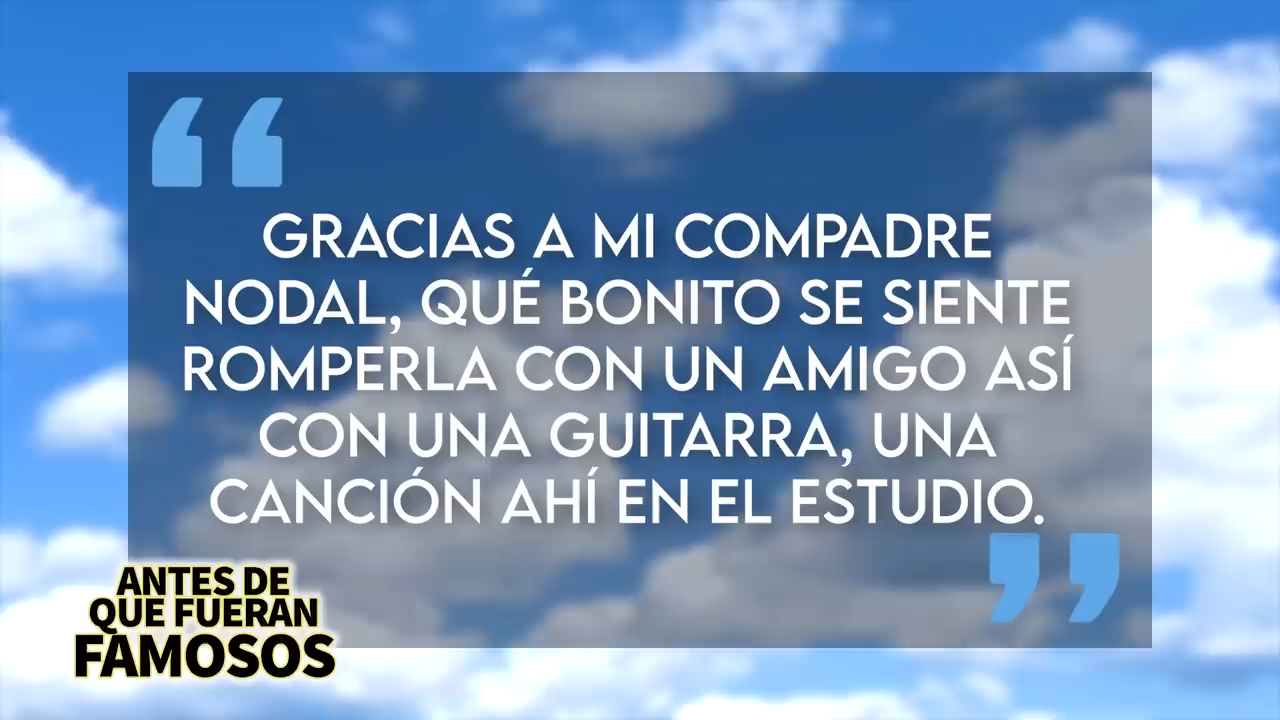 GRACIAS A MI COMPADRE
NODAL, QUÉ BONITO SE SIENTE
ROMPERLA CON UN AMIGO ASÍ
CON UNA GUITARRA, UNA
CANCIÓN AHÍ EN EL ESTUDIO.
ANTES DE
QUE FUERAN
FAMOSOS